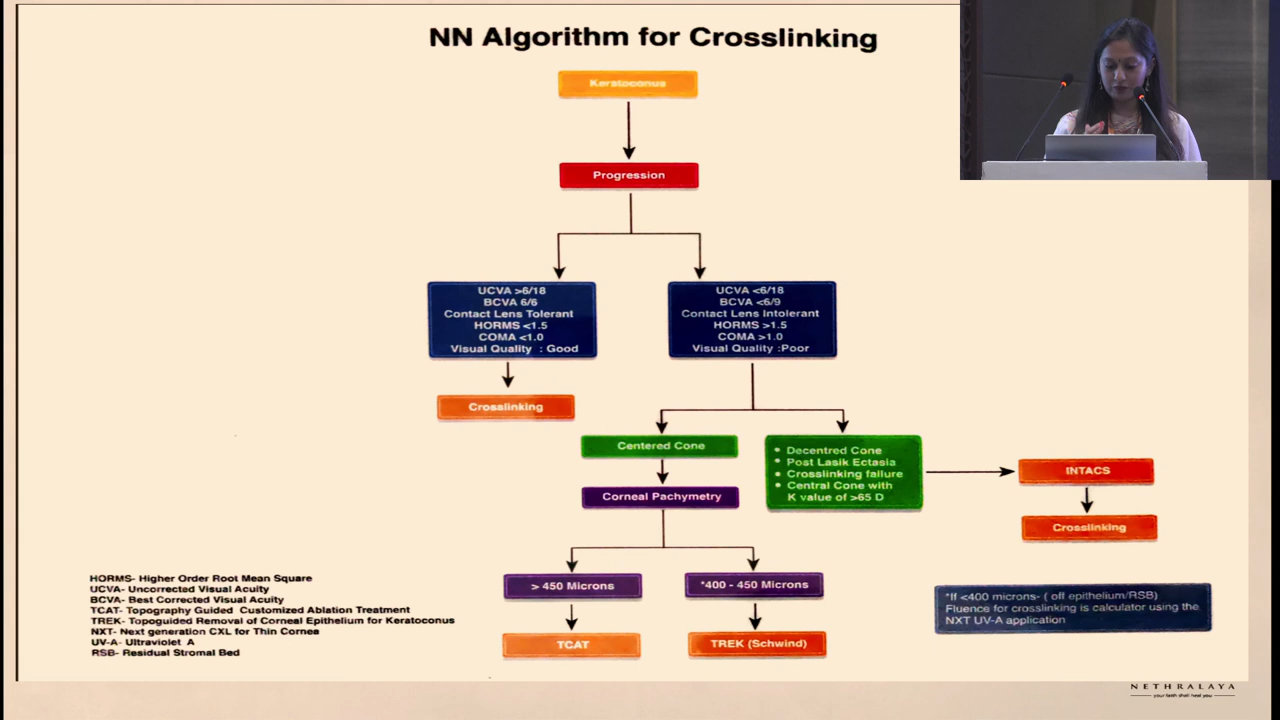 NN Algorithm for Crosslinking
Keratoconus
Progression
UCVA >6/18
BCVA 6/6
Contact Lens Tolerant
HORMS <1.5
COMA <1.0
Visual Quality : Good
UCVA <6/18
BCVA <6/9
Contact Lens Intolerant
HORMS >1.5
COMA >1.0
Visual Quality :Poor
Crosslinking
Centered Cone
Corneal Pachymetry
• Decentred Cone
• Post Lasik Ectasia
• Crosslinking failure
• Central Cone with
K value of >65 D
INTACS
Crosslinking
> 450 Microns
*400 - 450 Microns
TCAT
TREK (Schwind)
*If <400 microns- ( off epithelium/RSB)
Fluence for crosslinking is calculator using the
NXT UV-A application
HORMS- Higher Order Root Mean Square
UCVA- Uncorrected Visual Acuity
BCVA- Best Corrected Visual Acuity
TCAT- Topography Guided Customized Ablation Treatment
TREK- Topoguided Removal of Corneal Epithelium for Keratoconus
NXT- Next generation CXL for Thin Cornea
UV-A- Ultraviolet A
RSB- Residual Stromal Bed
NETHRALAYA
your faith shall heal you